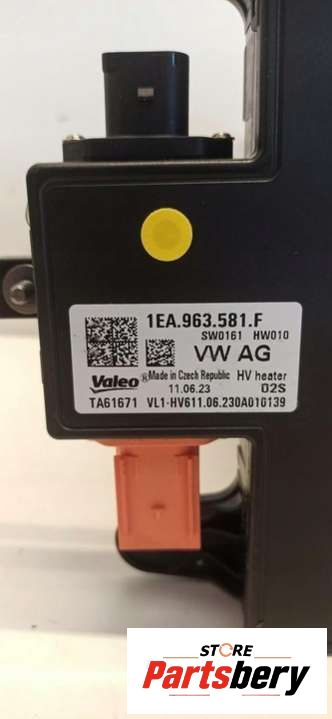 1EA.963.581.F
SW0161 HW010
VW AG
Valeo ® Made in Czech Republic HV heater
11.06.23 02S
TA61671 VL1-HV611.06.230A010139
STORE
Partsbery